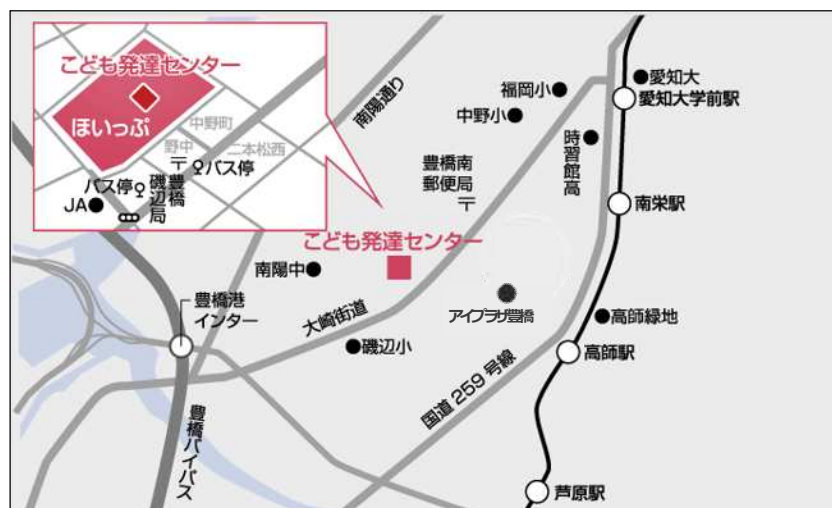 こども発達センター
ほいっぷ
中野町
野中
二本松西
〒
バス停
バス停
JA
豊橋
磯辺局
南陽通り
福岡小
中野小
愛知大
愛知大学前駅
時習館高
豊橋南
郵便局
〒
南栄駅
こども発達センター
南陽中
豊橋港
インター
大崎街道
アイプラザ豊橋
磯辺小
高師緑地
高師駅
国道259号線
豊橋バイパス
芦原駅